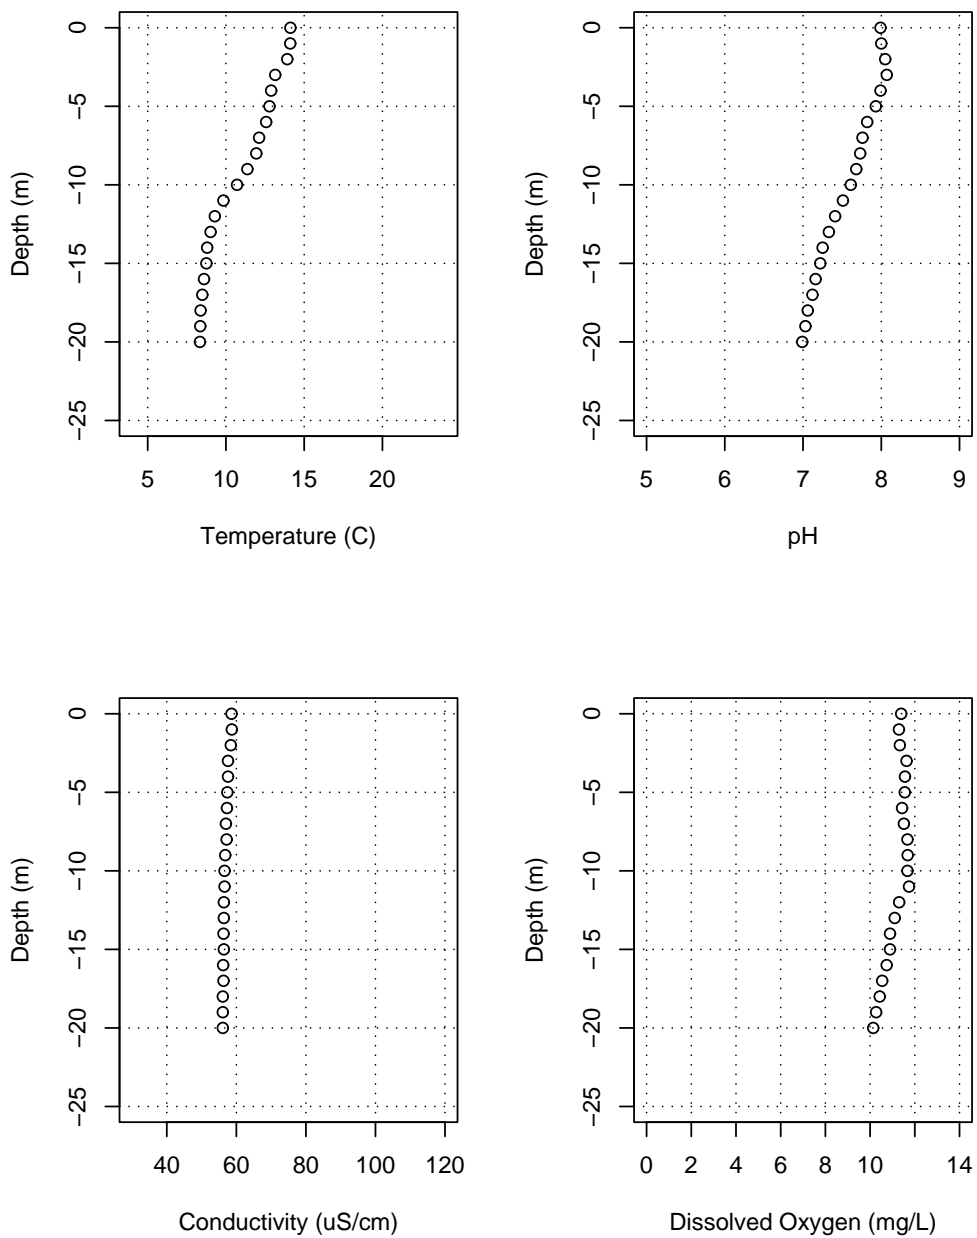 0
−5
−10
−15
−20
−25
Depth (m)
5 10 15 20
Temperature (C)
0
−5
−10
−15
−20
−25
Depth (m)
5 6 7 8 9
pH
0
−5
−10
−15
−20
−25
Depth (m)
40 60 80 100 120
Conductivity (uS/cm)
0
−5
−10
−15
−20
−25
Depth (m)
0 2 4 6 8 10 14
Dissolved Oxygen (mg/L)